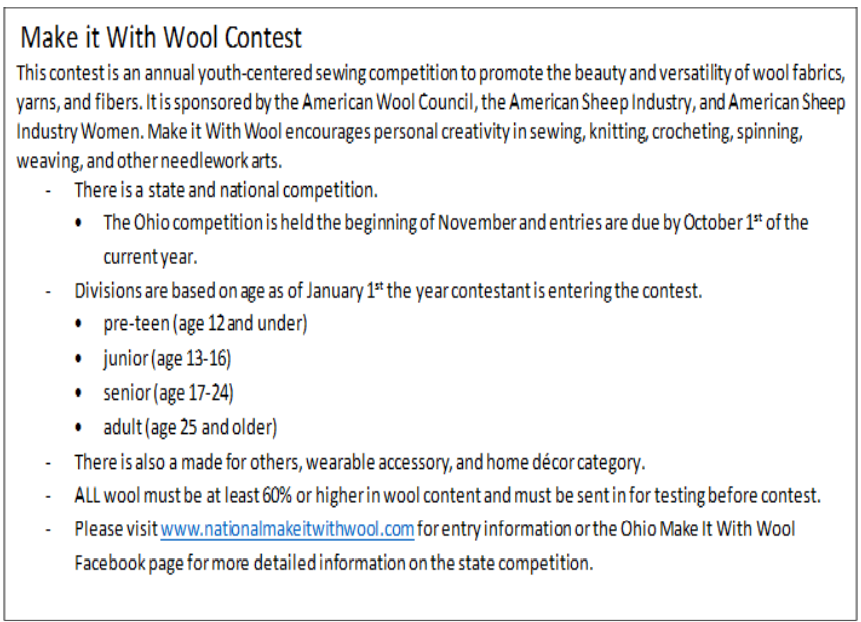 Make it With Wool Contest
This contest is an annual youth-centered sewing competition to promote the beauty and versatility of wool fabrics,
yarns, and fibers. It is sponsored by the American Wool Council, the American Sheep Industry, and American Sheep
Industry Women. Make it With Wool encourages personal creativity in sewing, knitting, crocheting, spinning,
weaving, and other needlework arts.
- There is a state and national competition.
• The Ohio competition is held the beginning of November and entries are due by October 1st of the
current year.
- Divisions are based on age as of January 1st the year contestant is entering the contest.
• pre-teen (age 12 and under)
• junior (age 13-16)
• senior (age 17-24)
• adult (age 25 and older)
- There is also a made for others, wearable accessory, and home décor category.
- ALL wool must be at least 60% or higher in wool content and must be sent in for testing before contest.
- Please visit www.nationalmakeitwithwool.com for entry information or the Ohio Make It With Wool
Facebook page for more detailed information on the state competition.